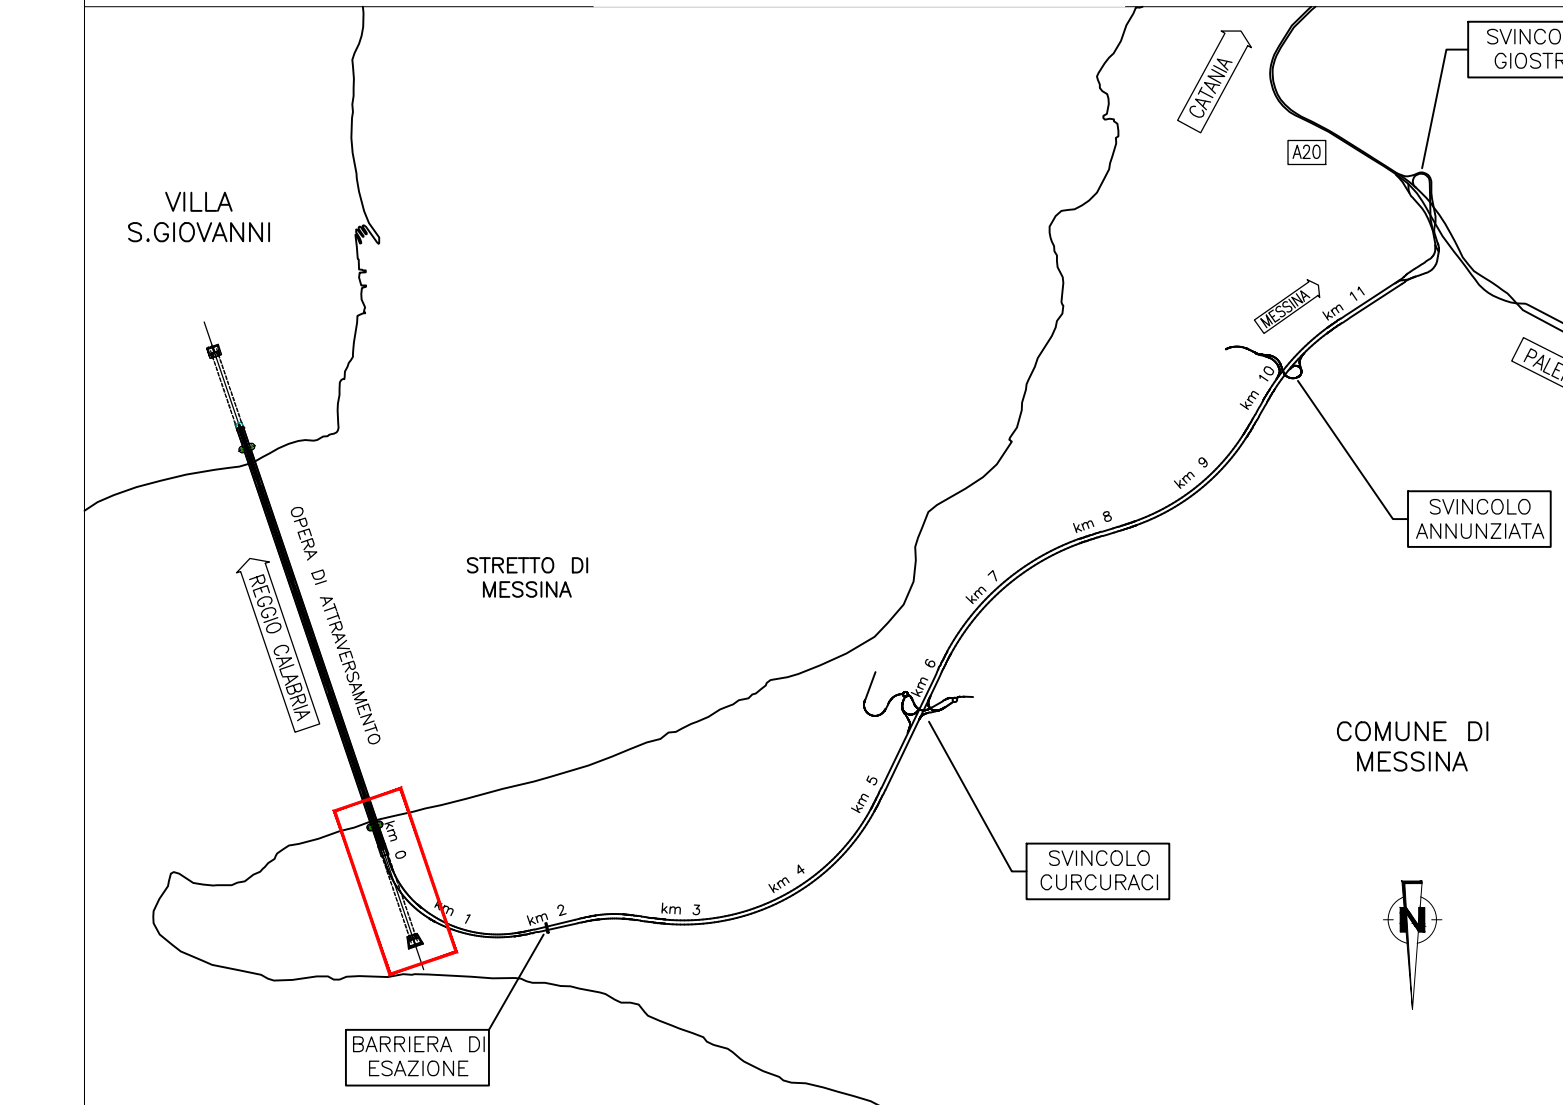 SVINCO
GIOSTR
CATANIA
A20
VILLA
S.GIOVANNI
MESSINA
km 11
PALE
km 10
km 9
SVINCOLO
ANNUNZIATA
km 8
OPERA DI ATTRAVERSAMENTO
REGGIO CALABRIA
STRETTO DI
MESSINA
km 7
km 6
COMUNE DI
MESSINA
km 5
km 0
SVINCOLO
CURCURACI
km 4
km 3
km 2
km 1
N
BARRIERA DI
ESAZIONE